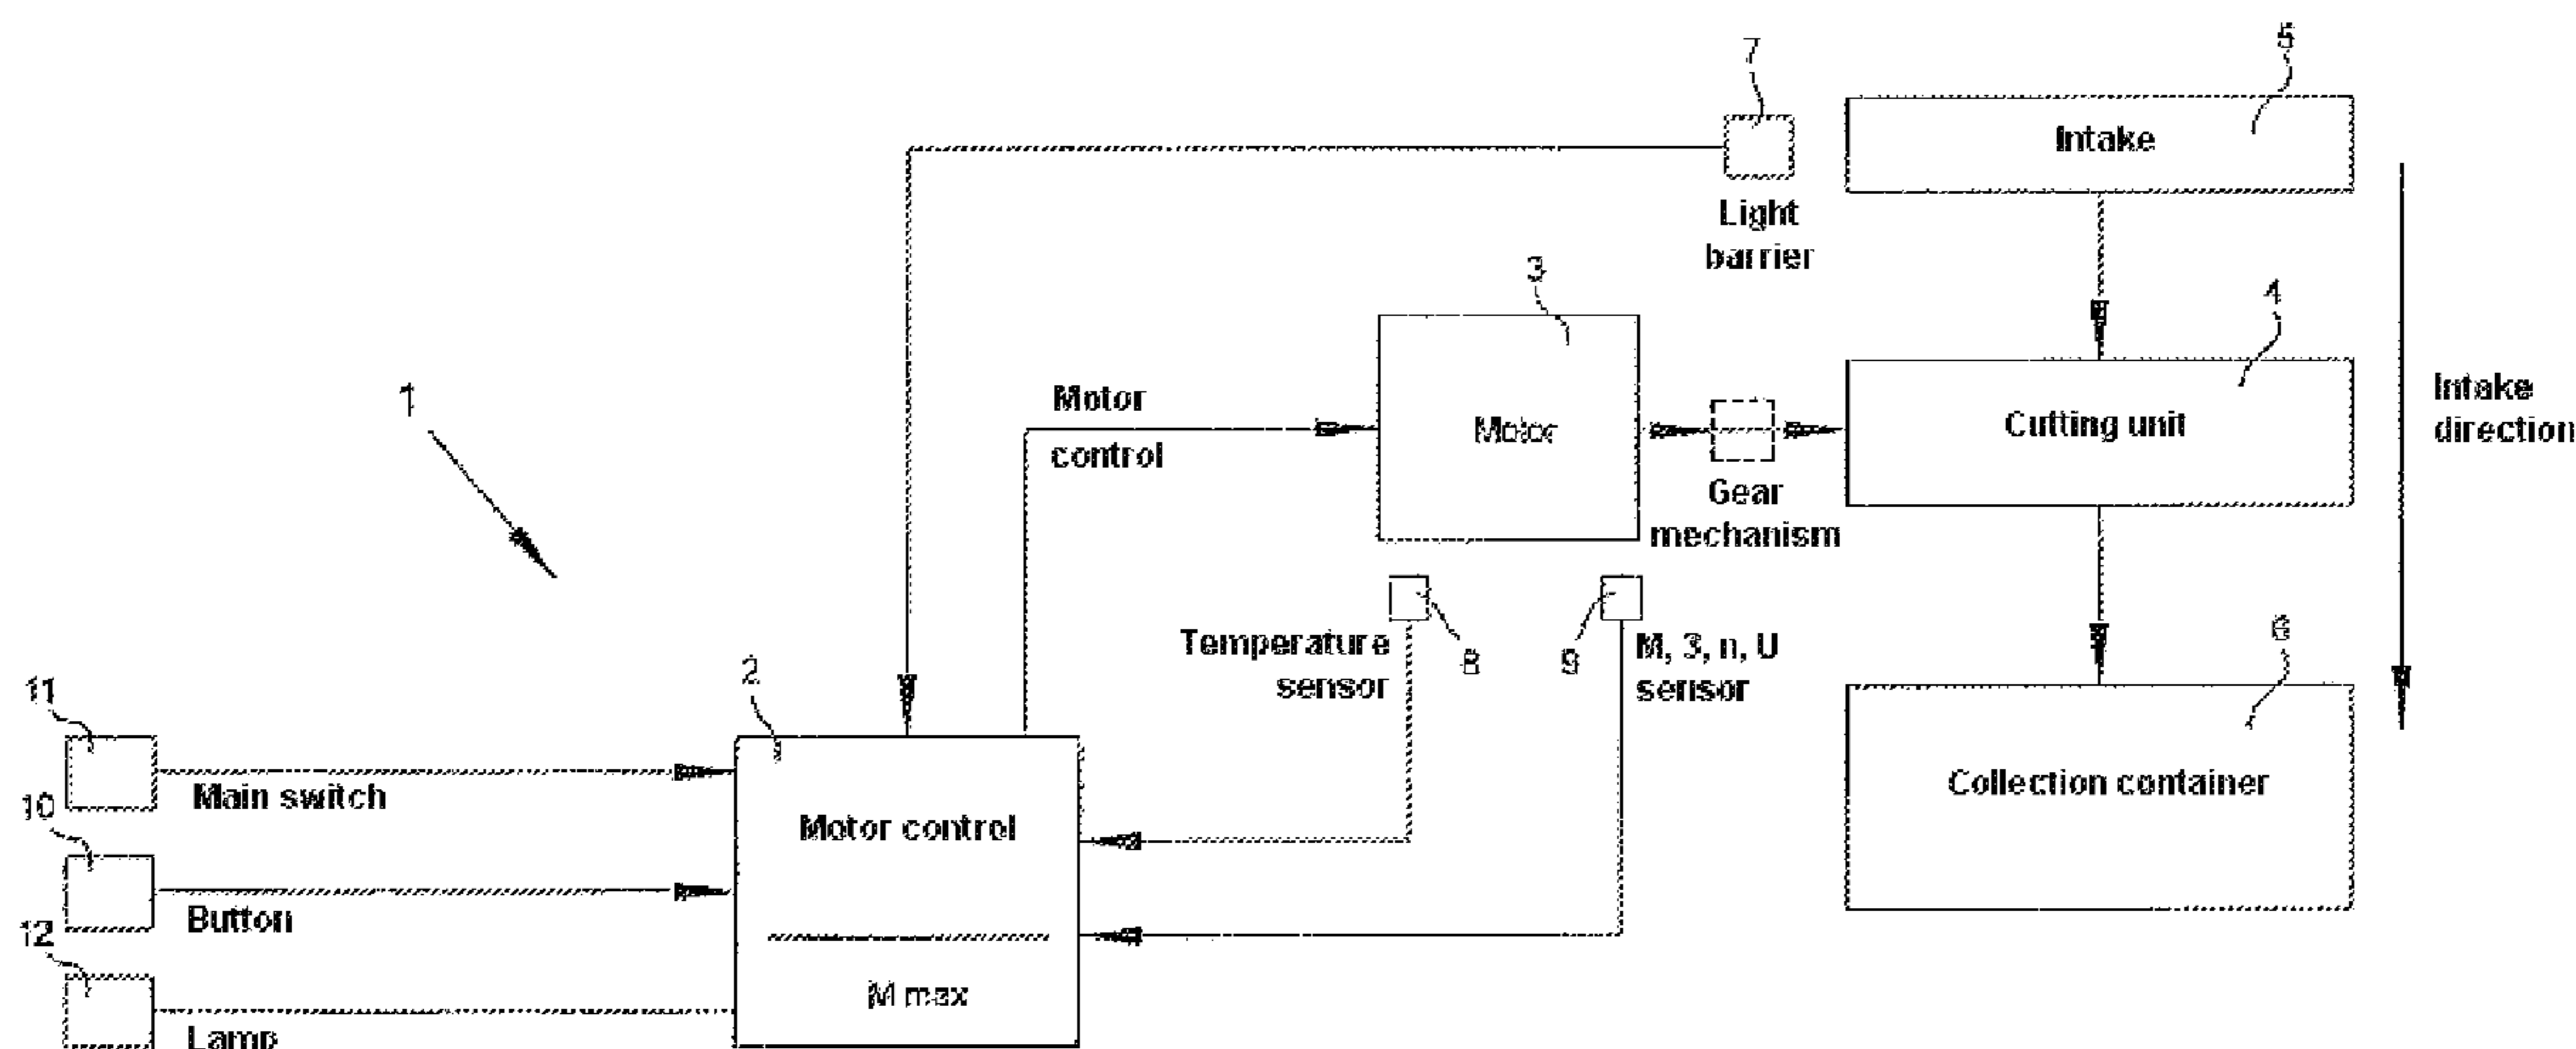 5
7
Intake
Light
barrier
3
4
1
Motor
control
Motor
Cutting unit
Intake
direction
Gear
mechanism
Temperature
sensor
8
9
M, 3, n, U
sensor
6
2
11
Main switch
Collection container
10
Motor control
Button
12
M max
Lamp